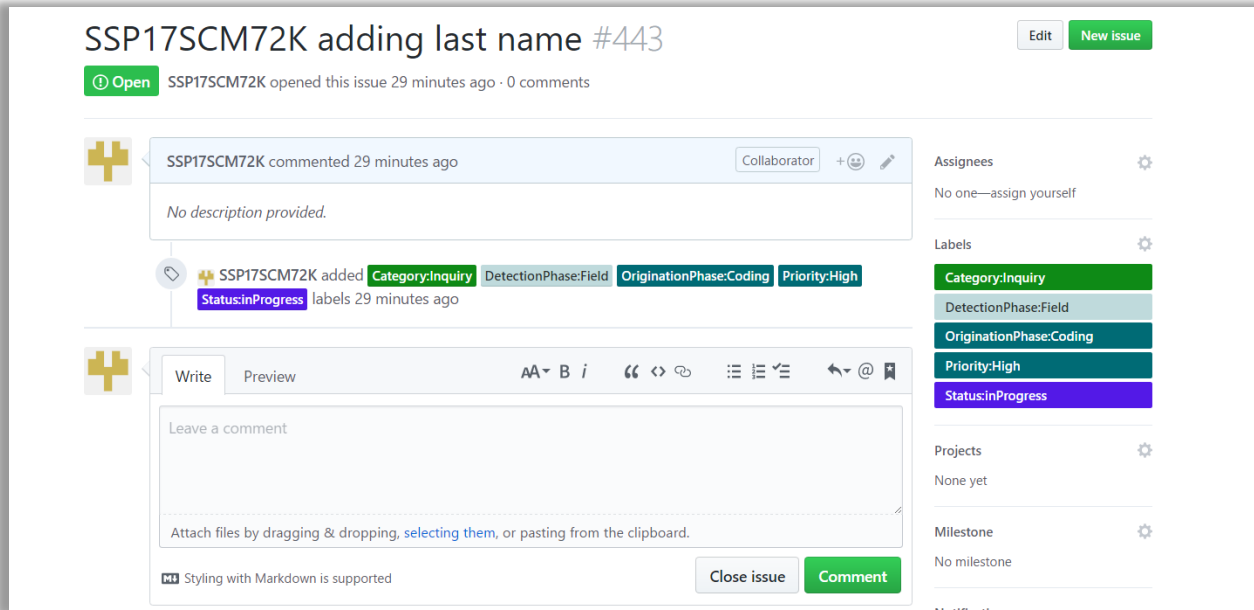 SSP17SCM72K adding last name #443
Edit
New issue
Open
SSP17SCM72K opened this issue 29 minutes ago · 0 comments
SSP17SCM72K commented 29 minutes ago
Collaborator
No description provided.
SSP17SCM72K added Category:Inquiry DetectionPhase:Field OriginationPhase:Coding Priority:High
Status:inProgress labels 29 minutes ago
Write
Preview
AA B i
Leave a comment
Attach files by dragging & dropping, selecting them, or pasting from the clipboard.
Styling with Markdown is supported
Close issue
Comment
Assignees
No one—assign yourself
Labels
Category:Inquiry
DetectionPhase:Field
OriginationPhase:Coding
Priority:High
Status:inProgress
Projects
None yet
Milestone
No milestone